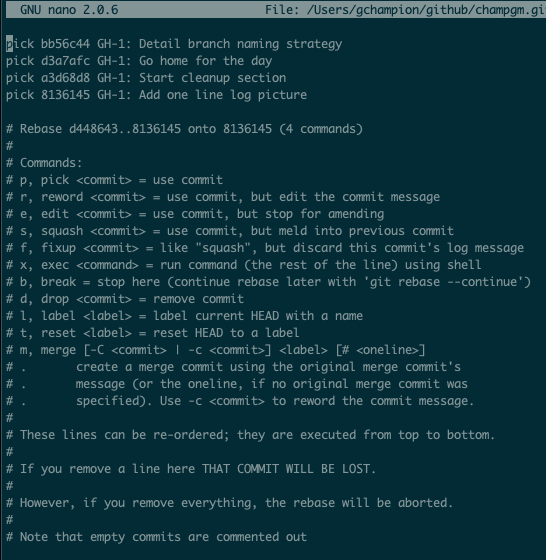 GNU nano 2.0.6 File: /Users/gchampion/github/champgm.gi
pick bb56c44 GH-1: Detail branch naming strategy
pick d3a7afc GH-1: Go home for the day
pick a3d68d8 GH-1: Start cleanup section
pick 8136145 GH-1: Add one line log picture
# Rebase d448643..8136145 onto 8136145 (4 commands)
#
# Commands:
# p, pick <commit> = use commit
# r, reword <commit> = use commit, but edit the commit message
# e, edit <commit> = use commit, but stop for amending
# s, squash <commit> = use commit, but meld into previous commit
# f, fixup <commit> = like "squash", but discard this commit's log message
# x, exec <command> = run command (the rest of the line) using shell
# b, break = stop here (continue rebase later with 'git rebase --continue')
# d, drop <commit> = remove commit
# l, label <label> = label current HEAD with a name
# t, reset <label> = reset HEAD to a label
# m, merge [-C <commit> | -c <commit>] <label> [# <oneline>]
# . create a merge commit using the original merge commit's
# . message (or the oneline, if no original merge commit was
# . specified). Use -c <commit> to reword the commit message.
#
# These lines can be re-ordered; they are executed from top to bottom.
#
# If you remove a line here THAT COMMIT WILL BE LOST.
#
# However, if you remove everything, the rebase will be aborted.
#
# Note that empty commits are commented out